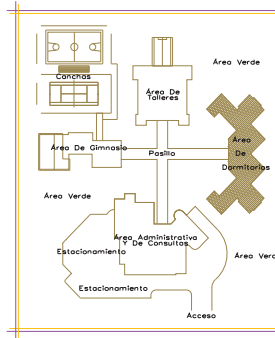 Área Verde
Canchas
Área De
Talleres
Área
De
Dormitorios
Área De Gimnasio
Pasillo
Área Verde
Área Administrativa
Y De Consultas
Estacionamiento
Área Verd
Estacionamiento
Acceso